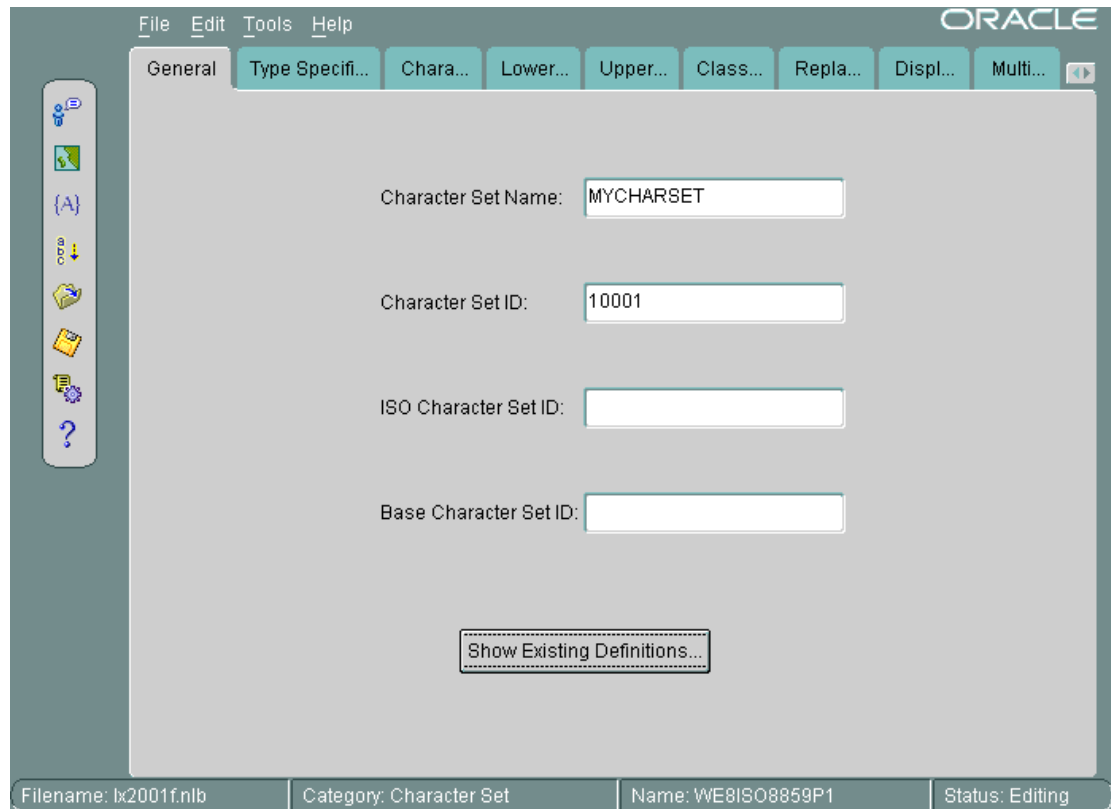 File Edit Tools Help
ORACLE
General Type Specifi... Chara... Lower... Upper... Class... Repla... Displ... Multi...
{A}
a b c
?
Character Set Name: MYCHARSET
Character Set ID: 10001
ISO Character Set ID:
Base Character Set ID:
Show Existing Definitions...
Filename: lx2001f.nlb Category: Character Set Name: WE8ISO8859P1 Status: Editing